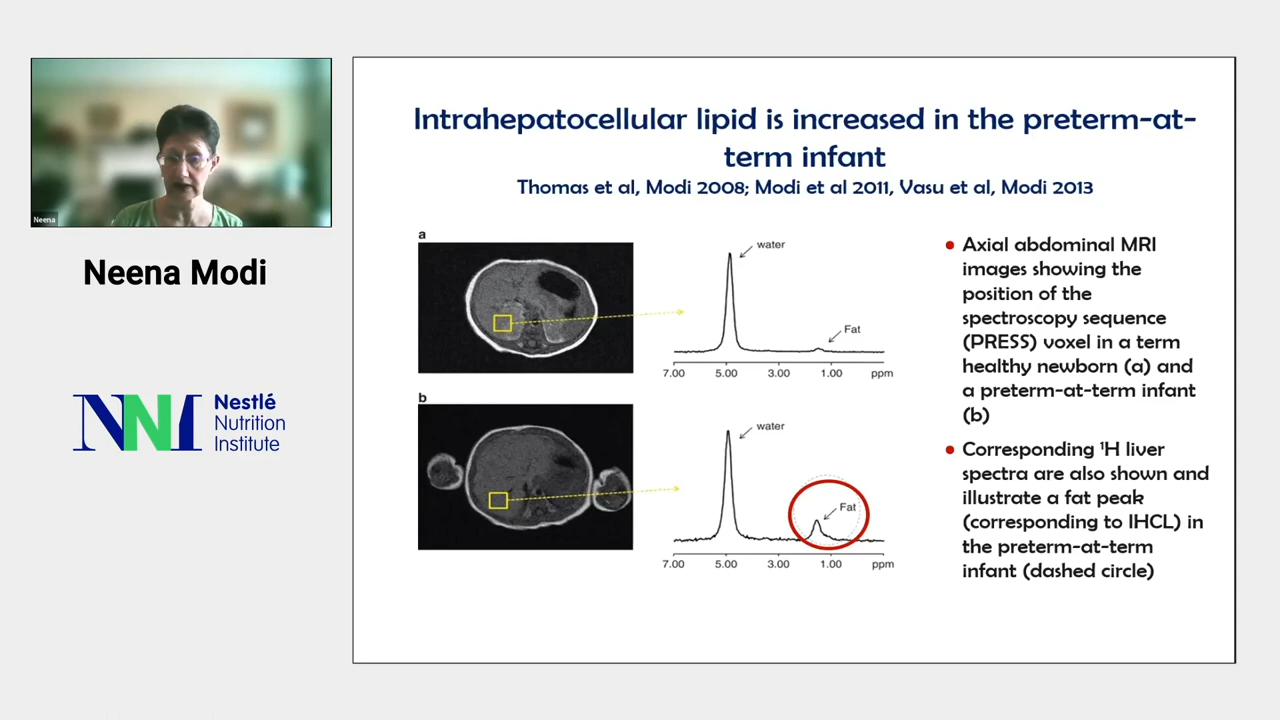 Neena
Neena Modi
NNI
Nestlé
Nutrition
Institute
Intrahepatocellular lipid is increased in the preterm-at-
term infant
Thomas et al, Modi 2008; Modi et al 2011, Vasu et al, Modi 2013
a
water
Fat
7.00 5.00 3.00 1.00 ppm
b
water
Fat
7.00 5.00 3.00 1.00 ppm
• Axial abdominal MRI
images showing the
position of the
spectroscopy sequence
(PRESS) voxel in a term
healthy newborn (a) and
a preterm-at-term infant
(b)
• Corresponding ¹H liver
spectra are also shown and
illustrate a fat peak
(corresponding to IHCL) in
the preterm-at-term
infant (dashed circle)